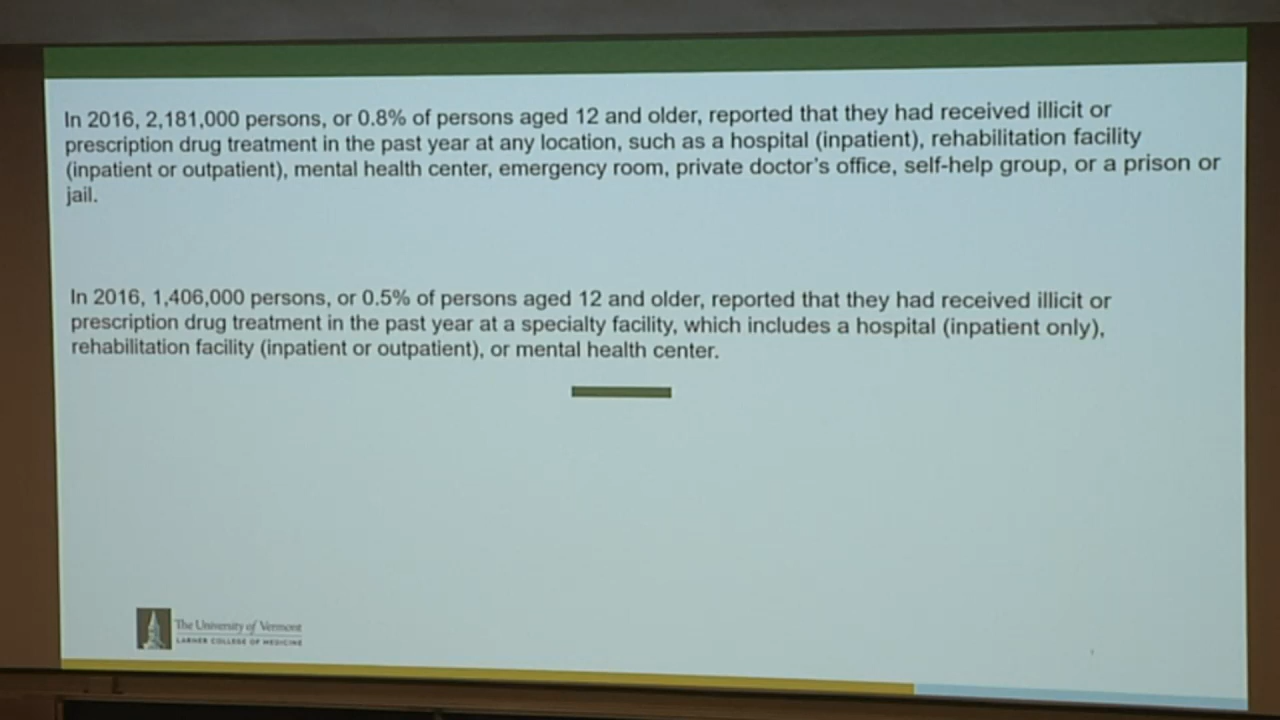 In 2016, 2,181,000 persons, or 0.8% of persons aged 12 and older, reported that they had received illicit or
prescription drug treatment in the past year at any location, such as a hospital (inpatient), rehabilitation facility
(inpatient or outpatient), mental health center, emergency room, private doctor's office, self-help group, or a prison or
jail.
In 2016, 1,406,000 persons, or 0.5% of persons aged 12 and older, reported that they had received illicit or
prescription drug treatment in the past year at a specialty facility, which includes a hospital (inpatient only),
rehabilitation facility (inpatient or outpatient), or mental health center.
The University of Vermont
LARNER COLLEGE OF MEDICINE